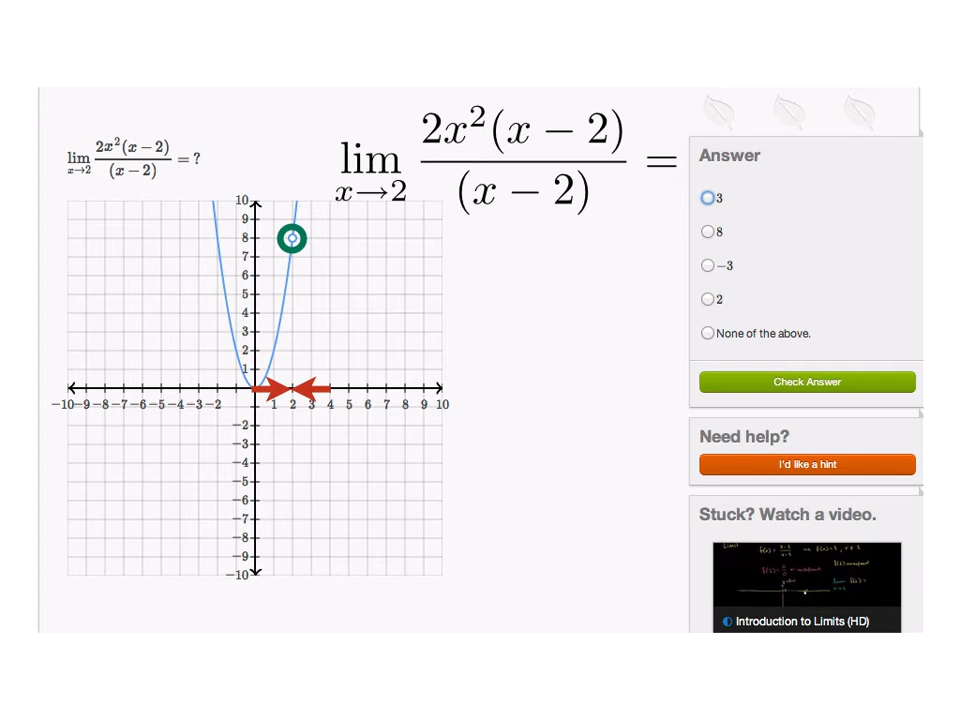 lim x→2 2x²(x − 2) / (x − 2) = ?
lim x→2 2x²(x − 2) / (x − 2) =
10
9
8
7
6
5
4
3
2
1
−10 −9 −8 −7 −6 −5 −4 −3 −2 1 2 3 4 5 6 7 8 9 10
−2
−3
−4
−5
−6
−7
−8
−9
−10
Answer
3
8
−3
2
None of the above.
Check Answer
Need help?
I'd like a hint
Stuck? Watch a video.
Introduction to Limits (HD)